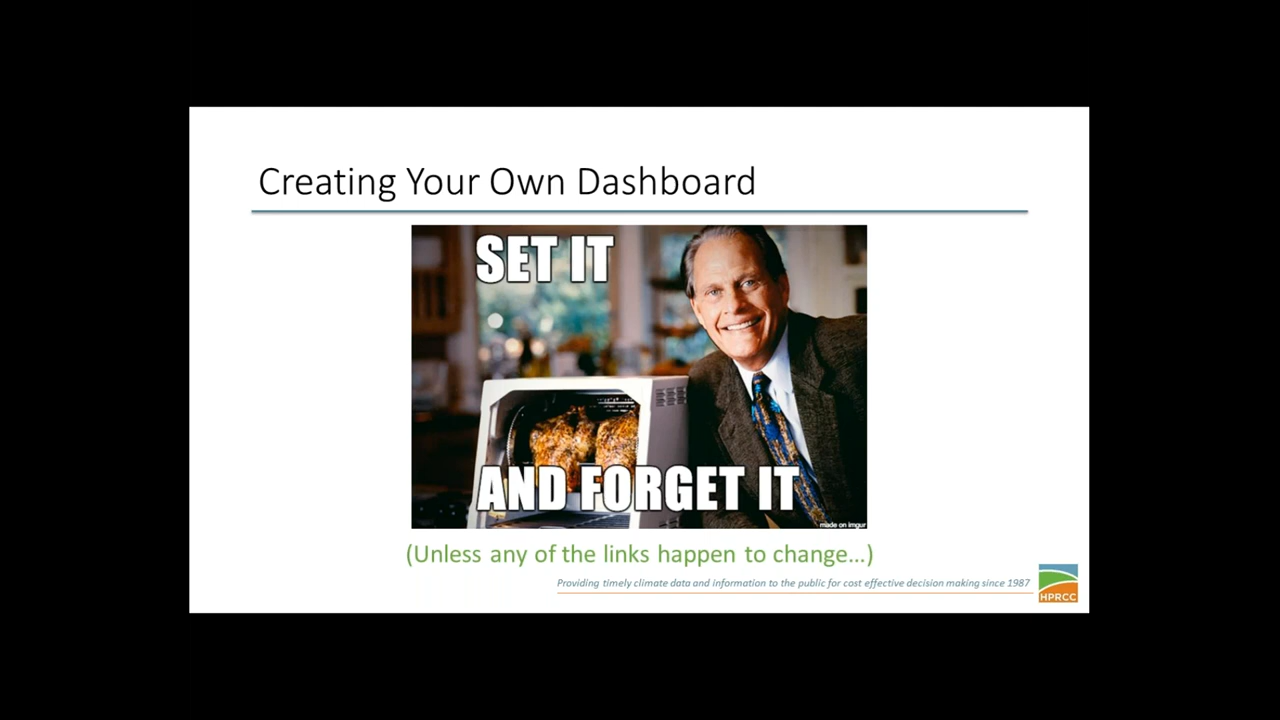 Creating Your Own Dashboard
SET IT
AND FORGET IT
made on imgur
(Unless any of the links happen to change...)
Providing timely climate data and information to the public for cost effective decision making since 1987
HPRCC